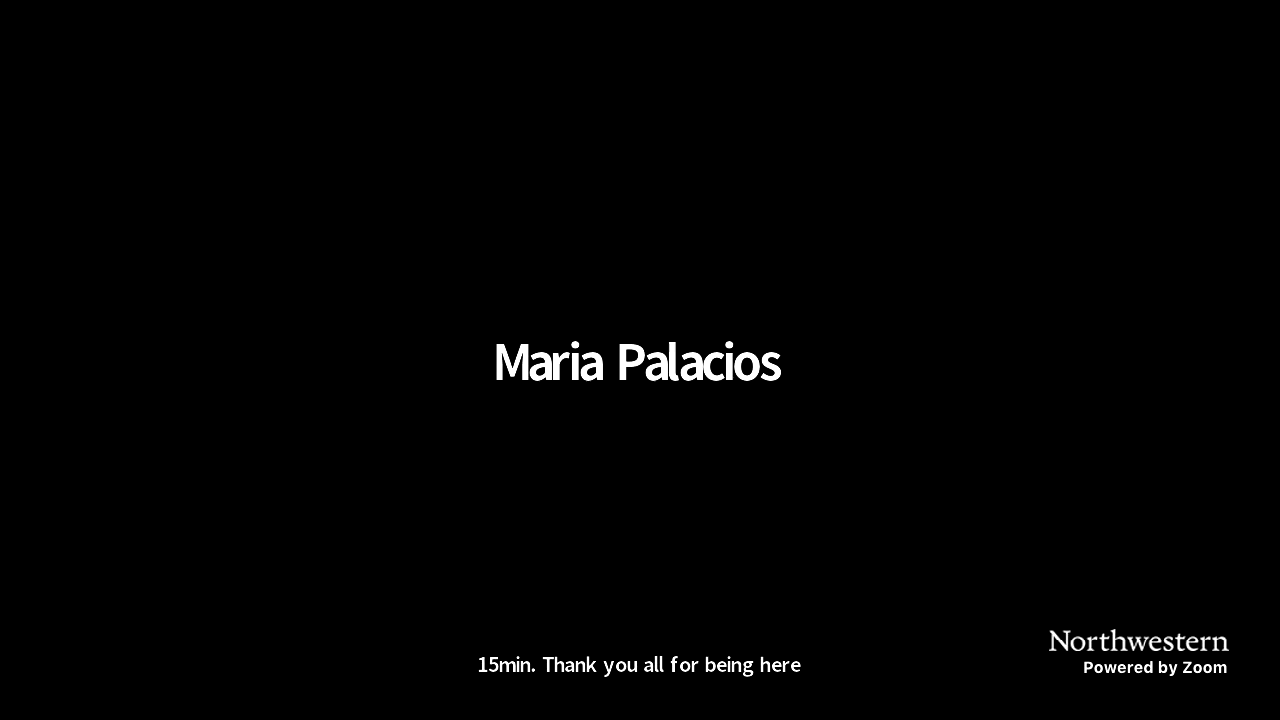 Maria Palacios
15min. Thank you all for being here
Northwestern
Powered by Zoom